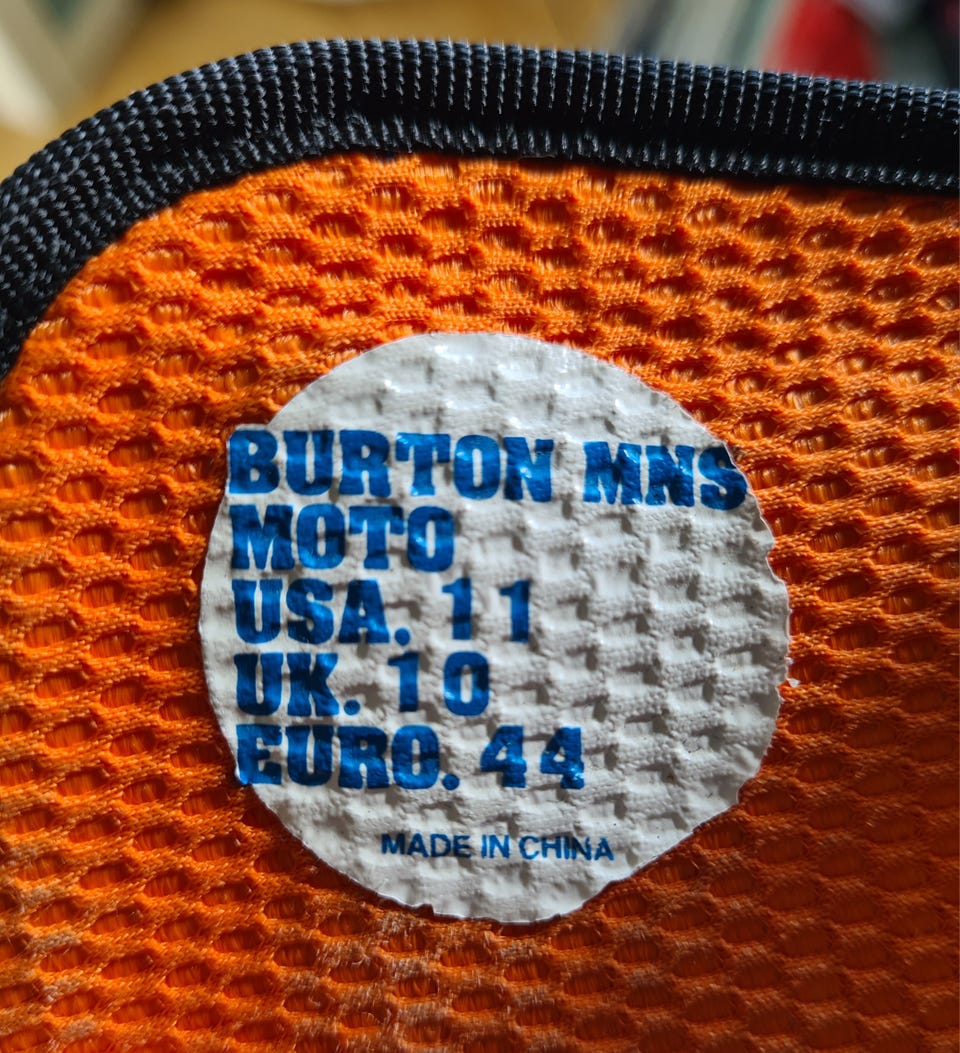 BURTON MNS
MOTO
USA. 11
UK. 10
EURO. 44
MADE IN CHINA